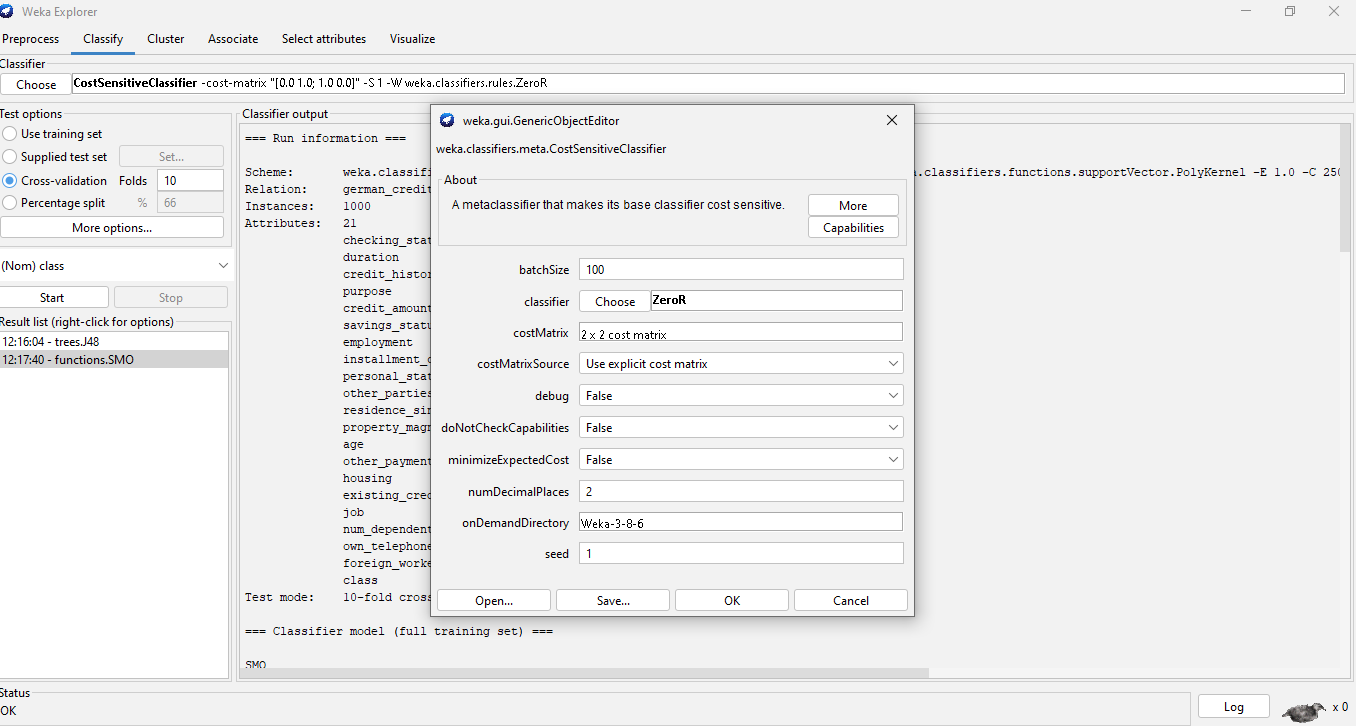 Weka Explorer
Preprocess Classify Cluster Associate Select attributes Visualize
Classifier
Choose CostSensitiveClassifier -cost-matrix "[0.0 1.0; 1.0 0.0]" -S 1 -W weka.classifiers.rules.ZeroR
Test options
Use training set
Supplied test set Set...
Cross-validation Folds 10
Percentage split % 66
More options...
(Nom) class
Start Stop
Result list (right-click for options)
12:16:04 - trees.J48
12:17:40 - functions.SMO
Classifier output
=== Run information ===
Scheme: weka.classifi a.classifiers.functions.supportVector.PolyKernel -E 1.0 -C 250
Relation: german_credit
Instances: 1000
Attributes: 21
checking_stat
duration
credit_histor
purpose
credit_amount
savings_statu
employment
installment_c
personal_stat
other_parties
residence_sin
property_magn
age
other_payment
housing
existing_cred
job
num_dependent
own_telephone
foreign_worke
class
Test mode: 10-fold cross
=== Classifier model (full training set) ===
SMO
weka.gui.GenericObjectEditor
weka.classifiers.meta.CostSensitiveClassifier
About
A metaclassifier that makes its base classifier cost sensitive.
More
Capabilities
batchSize 100
classifier Choose ZeroR
costMatrix 2 x 2 cost matrix
costMatrixSource Use explicit cost matrix
debug False
doNotCheckCapabilities False
minimizeExpectedCost False
numDecimalPlaces 2
onDemandDirectory Weka-3-8-6
seed 1
Open... Save... OK Cancel
Status
OK
Log x 0